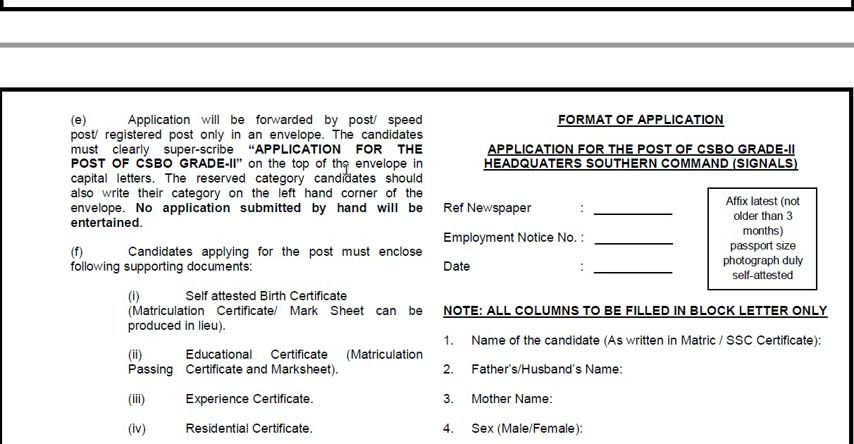 (e) Application will be forwarded by post/ speed
post/ registered post only in an envelope. The candidates
must clearly super-scribe “APPLICATION FOR THE
POST OF CSBO GRADE-II” on the top of the envelope in
capital letters. The reserved category candidates should
also write their category on the left hand corner of the
envelope. No application submitted by hand will be
entertained.
(f) Candidates applying for the post must enclose
following supporting documents:
(i) Self attested Birth Certificate
(Matriculation Certificate/ Mark Sheet can be
produced in lieu).
(ii) Educational Certificate (Matriculation
Passing Certificate and Marksheet).
(iii) Experience Certificate.
(iv) Residential Certificate.
FORMAT OF APPLICATION
APPLICATION FOR THE POST OF CSBO GRADE-II
HEADQUATERS SOUTHERN COMMAND (SIGNALS)
Ref Newspaper :
Employment Notice No. :
Date :
Affix latest (not
older than 3
months)
passport size
photograph duly
self-attested
NOTE: ALL COLUMNS TO BE FILLED IN BLOCK LETTER ONLY
1. Name of the candidate (As written in Matric / SSC Certificate):
2. Father’s/Husband’s Name:
3. Mother Name:
4. Sex (Male/Female):